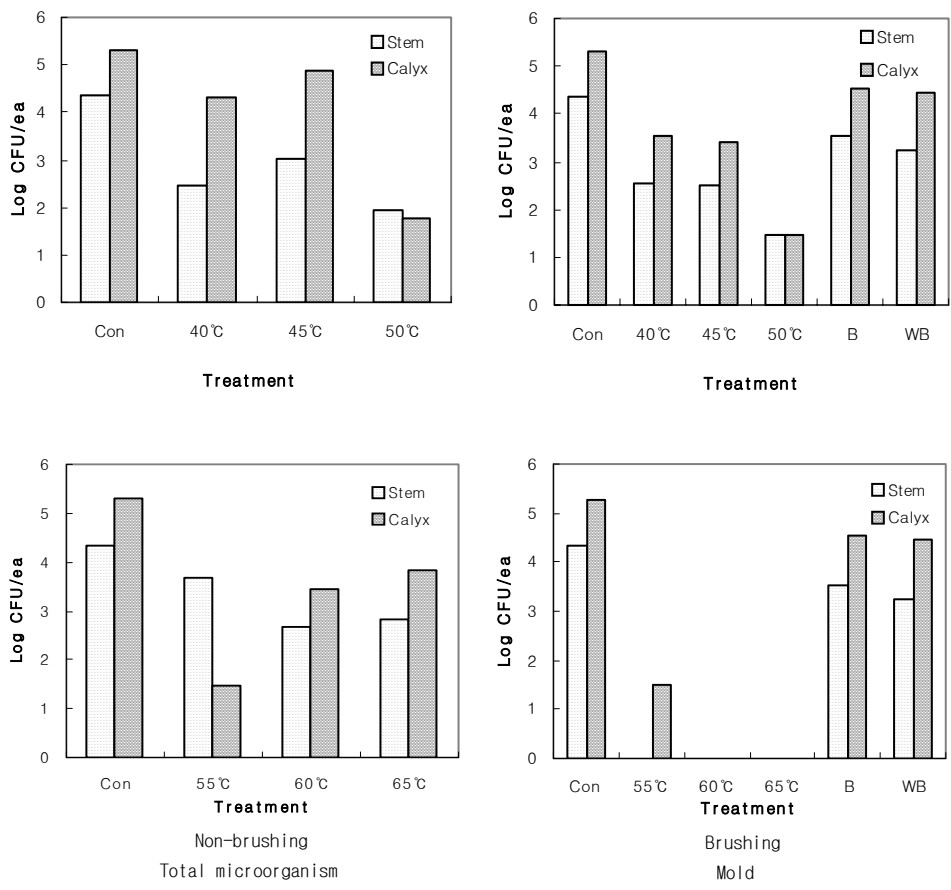 6
5
4
3
2
1
0
Log CFU/ea
Stem
Calyx
Con 40℃ 45℃ 50℃
Treatment
6
5
4
3
2
1
0
Log CFU/ea
Stem
Calyx
Con 40℃ 45℃ 50℃ B WB
Treatment
6
5
4
3
2
1
0
Log CFU/ea
Stem
Calyx
Con 55℃ 60℃ 65℃
Treatment
Non-brushing
Total microorganism
6
5
4
3
2
1
0
Log CFU/ea
Stem
Calyx
Con 55℃ 60℃ 65℃ B WB
Treatment
Brushing
Mold